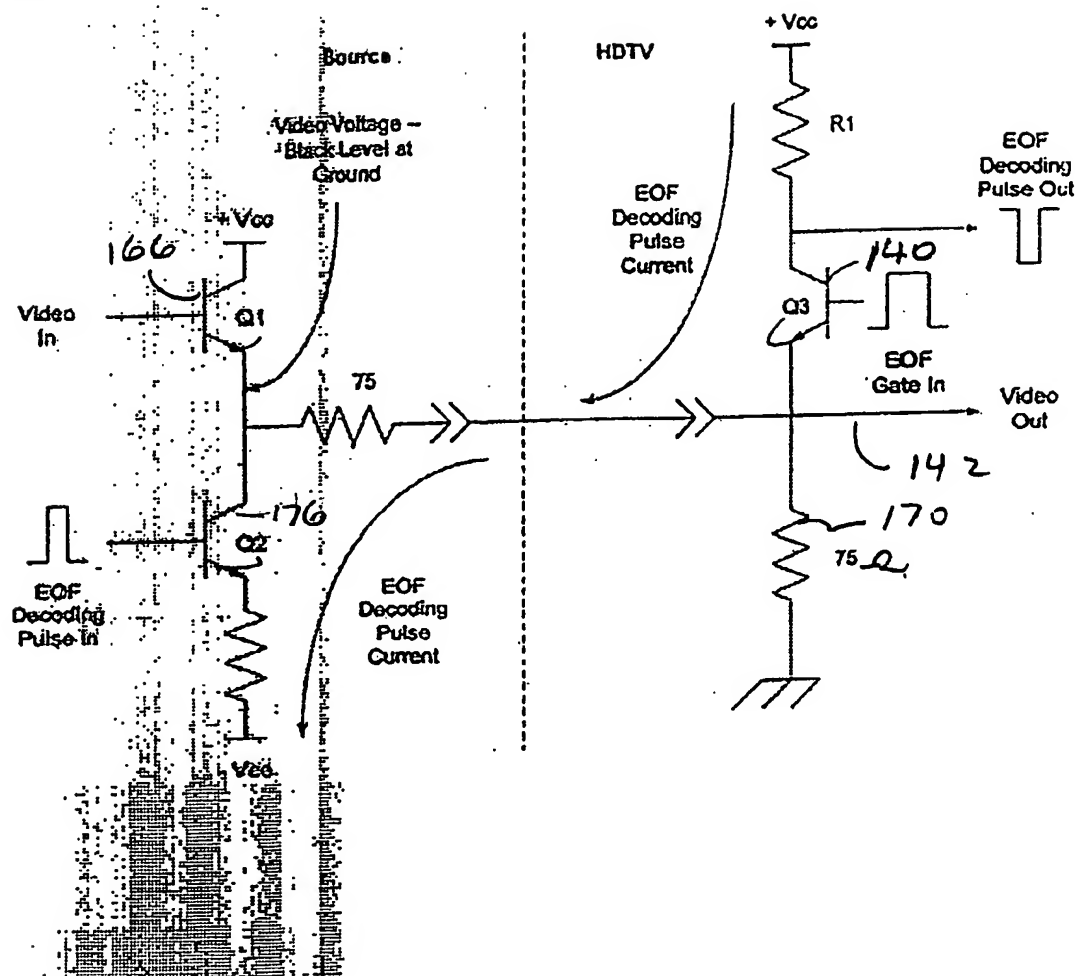 Source
HDTV
+ Vcc
R1
Video Voltage –
Black Level at
Ground
EOF
Decoding
Pulse Out
EOF
Decoding
Pulse
Current
+ Vcc
166
140
Video
In
Q1
Q3
75
EOF
Gate In
Video
Out
142
176
170
Q2
75 Ω
EOF
Decoding
Pulse In
EOF
Decoding
Pulse
Current
Vcc